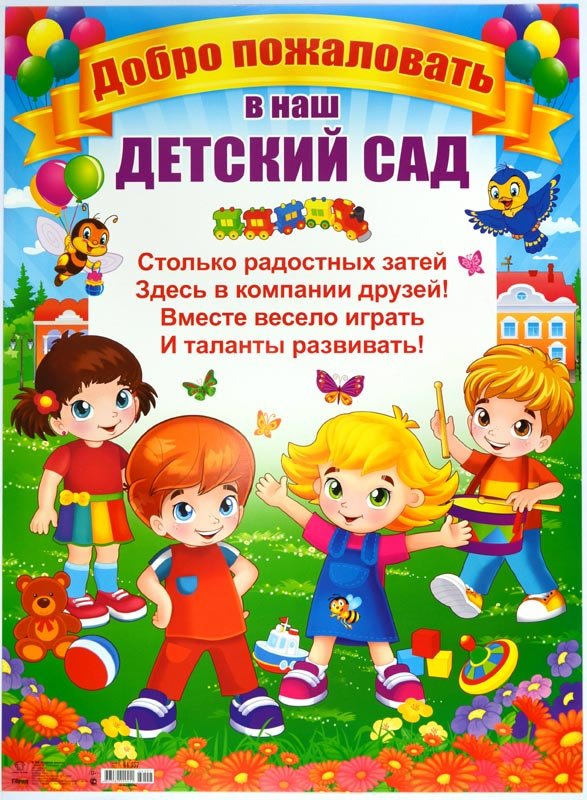 Добро пожаловать
в наш
ДЕТСКИЙ САД
Столько радостных затей
Здесь в компании друзей!
Вместе весело играть
И таланты развивать!